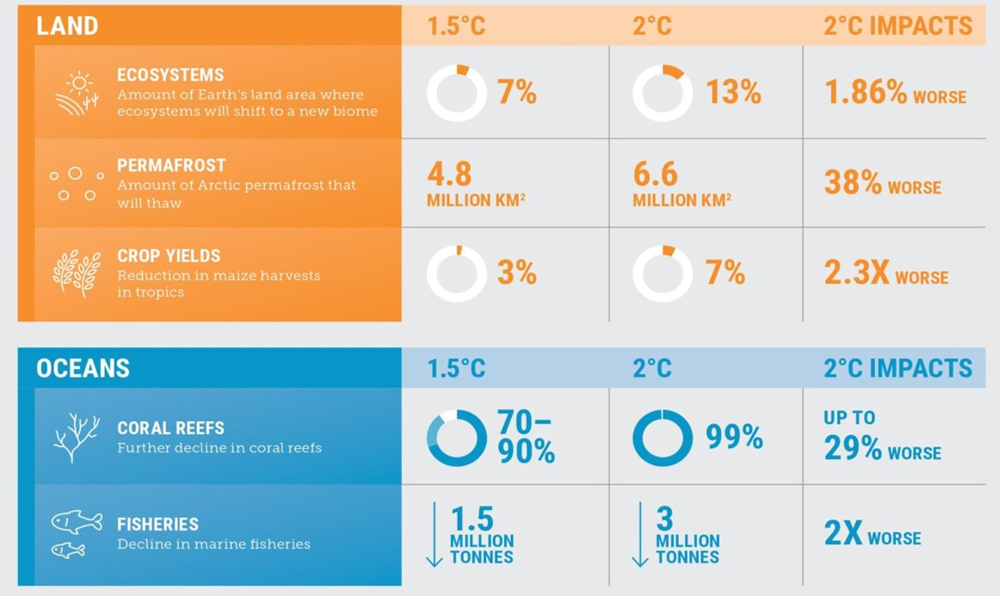 LAND 1.5°C 2°C 2°C IMPACTS
ECOSYSTEMS
Amount of Earth's land area where
ecosystems will shift to a new biome
7% 13% 1.86% WORSE
PERMAFROST
Amount of Arctic permafrost that
will thaw
4.8
MILLION KM²
6.6
MILLION KM²
38% WORSE
CROP YIELDS
Reduction in maize harvests
in tropics
3% 7% 2.3X WORSE
OCEANS 1.5°C 2°C 2°C IMPACTS
CORAL REEFS
Further decline in coral reefs
70–
90%
99%
UP TO
29% WORSE
FISHERIES
Decline in marine fisheries
1.5
MILLION
TONNES
3
MILLION
TONNES
2X WORSE